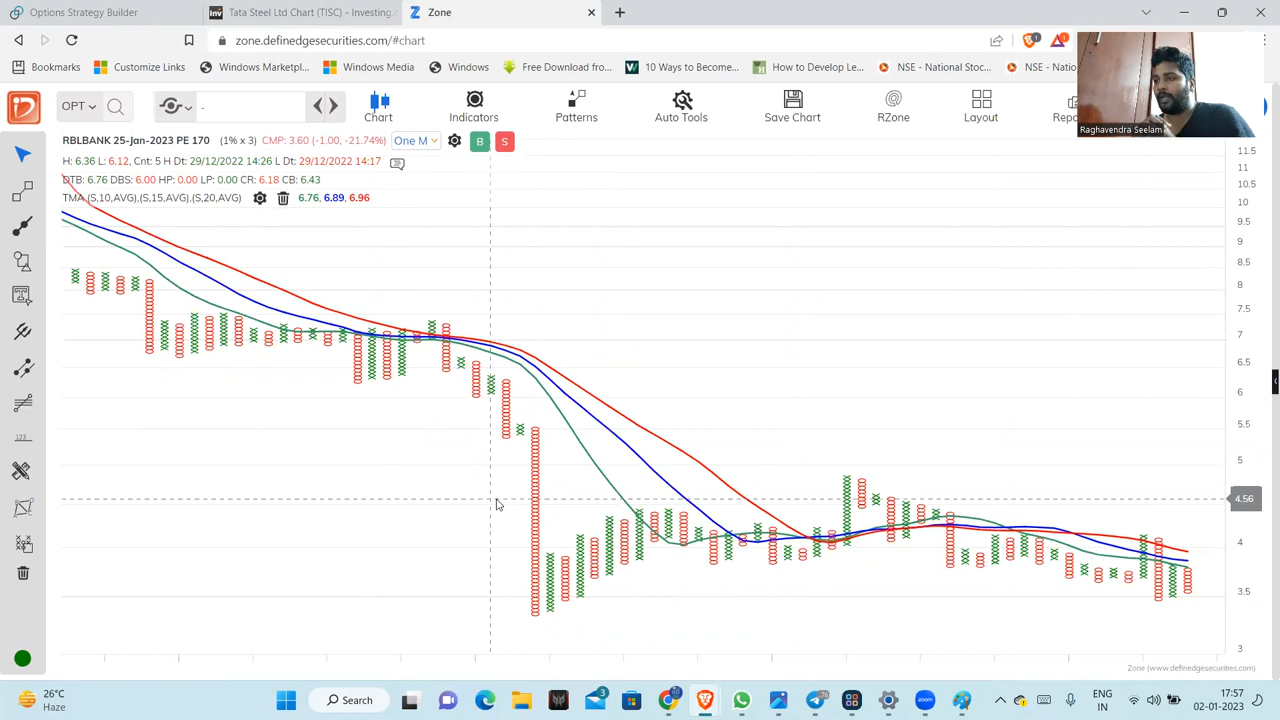 Options Strategy Builder
Inv Tata Steel Ltd Chart (TISC) - Investing.c
Zone
zone.definedgesecurities.com/#chart
Bookmarks Customize Links Windows Marketpl... Windows Media Windows Free Download from... 10 Ways to Become... How to Develop Le... NSE - National Stoc... NSE - Nati
Raghavendra Seelam
OPT
-
Chart Indicators Patterns Auto Tools Save Chart RZone Layout
RBLBANK 25-Jan-2023 PE 170 (1% x 3) CMP: 3.60 (-1.00, -21.74%) One M B S
H: 6.36 L: 6.12, Cnt: 5 H Dt: 29/12/2022 14:26 L Dt: 29/12/2022 14:17
DTB: 6.76 DBS: 6.00 HP: 0.00 LP: 0.00 CR: 6.18 CB: 6.43
TMA,(S,10,AVG),(S,15,AVG),(S,20,AVG) 6.76, 6.89, 6.96
11.5
11
10.5
10
9.5
9
8.5
8
7.5
7
6.5
6
5.5
5
4.56
4
3.5
3
123
Zone (www.definedgesecurities.com)
26°C
Haze
Search
3
76
zoom
ENG
IN
17:57
02-01-2023